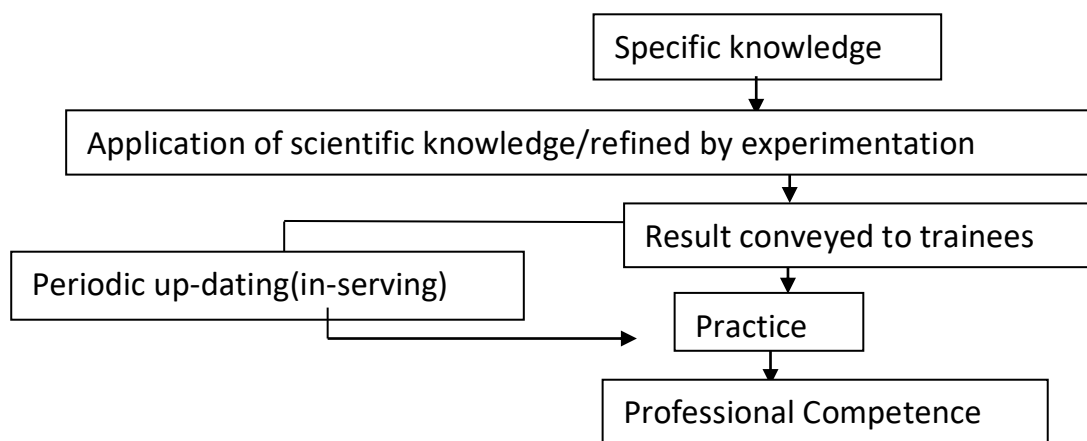 Specific knowledge
Application of scientific knowledge/refined by experimentation
Result conveyed to trainees
Periodic up-dating(in-serving)
Practice
Professional Competence